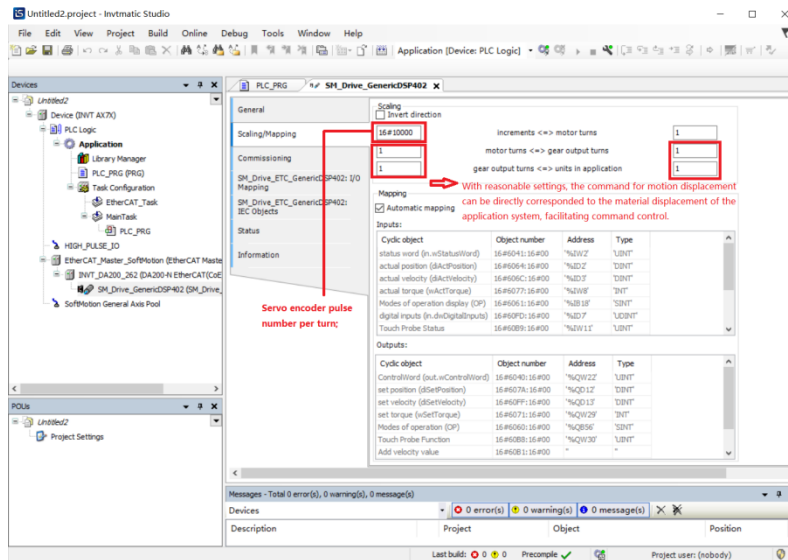 Untitled2.project - Invtmatic Studio
File Edit View Project Build Online Debug Tools Window Help
Application [Device: PLC Logic]
Devices
Untitled2
Device (INVT AX7X)
PLC Logic
Application
Library Manager
PLC_PRG (PRG)
Task Configuration
EtherCAT_Task
MainTask
PLC_PRG
HIGH_PULSE_IO
EtherCAT_Master_SoftMotion (EtherCAT Maste
INVT_DA200_262 (DA200-N EtherCAT(CoE
SM_Drive_GenericDSP402 (SM_Drive_
SoftMotion General Axis Pool
POUs
Untitled2
Project Settings
PLC_PRG
SM_Drive_GenericDSP402
General
Scaling/Mapping
Commissioning
SM_Drive_ETC_GenericDSP402: I/O Mapping
SM_Drive_ETC_GenericDSP402: IEC Objects
Status
Information
Servo encoder pulse
number per turn;
Scaling
Invert direction
16#10000 increments <=> motor turns 1
1 motor turns <=> gear output turns 1
1 gear output turns <=> units in application 1
With reasonable settings, the command for motion displacement
can be directly corresponded to the material displacement of the
application system, facilitating command control.
Mapping
Automatic mapping
Inputs:
Cyclic object Object number Address Type
status word (in.wStatusWord) 16#6041:16#00 '%IW2' 'UINT'
actual position (diActPosition) 16#6064:16#00 '%ID2' 'DINT'
actual velocity (diActVelocity) 16#606C:16#00 '%ID3' 'DINT'
actual torque (wActTorque) 16#6077:16#00 '%IW8' 'INT'
Modes of operation display (OP) 16#6061:16#00 '%IB18' 'SINT'
digital inputs (in.dwDigitalInputs) 16#60FD:16#00 '%ID7' 'UDINT'
Touch Probe Status 16#60B9:16#00 '%IW11' 'UINT'
Outputs:
Cyclic object Object number Address Type
ControlWord (out.wControlWord) 16#6040:16#00 '%QW22' 'UINT'
set position (diSetPosition) 16#607A:16#00 '%QD12' 'DINT'
set velocity (diSetVelocity) 16#60FF:16#00 '%QD13' 'DINT'
set torque (wSetTorque) 16#6071:16#00 '%QW29' 'INT'
Modes of operation (OP) 16#6060:16#00 '%QB56' 'SINT'
Touch Probe Function 16#60B8:16#00 '%QW30' 'UINT'
Add velocity value 16#60B1:16#00 '' ''
Messages - Total 0 error(s), 0 warning(s), 0 message(s)
Devices 0 error(s) 0 warning(s) 0 message(s)
Description Project Object Position
Last build: 0 0 Precompile Project user: (nobody)